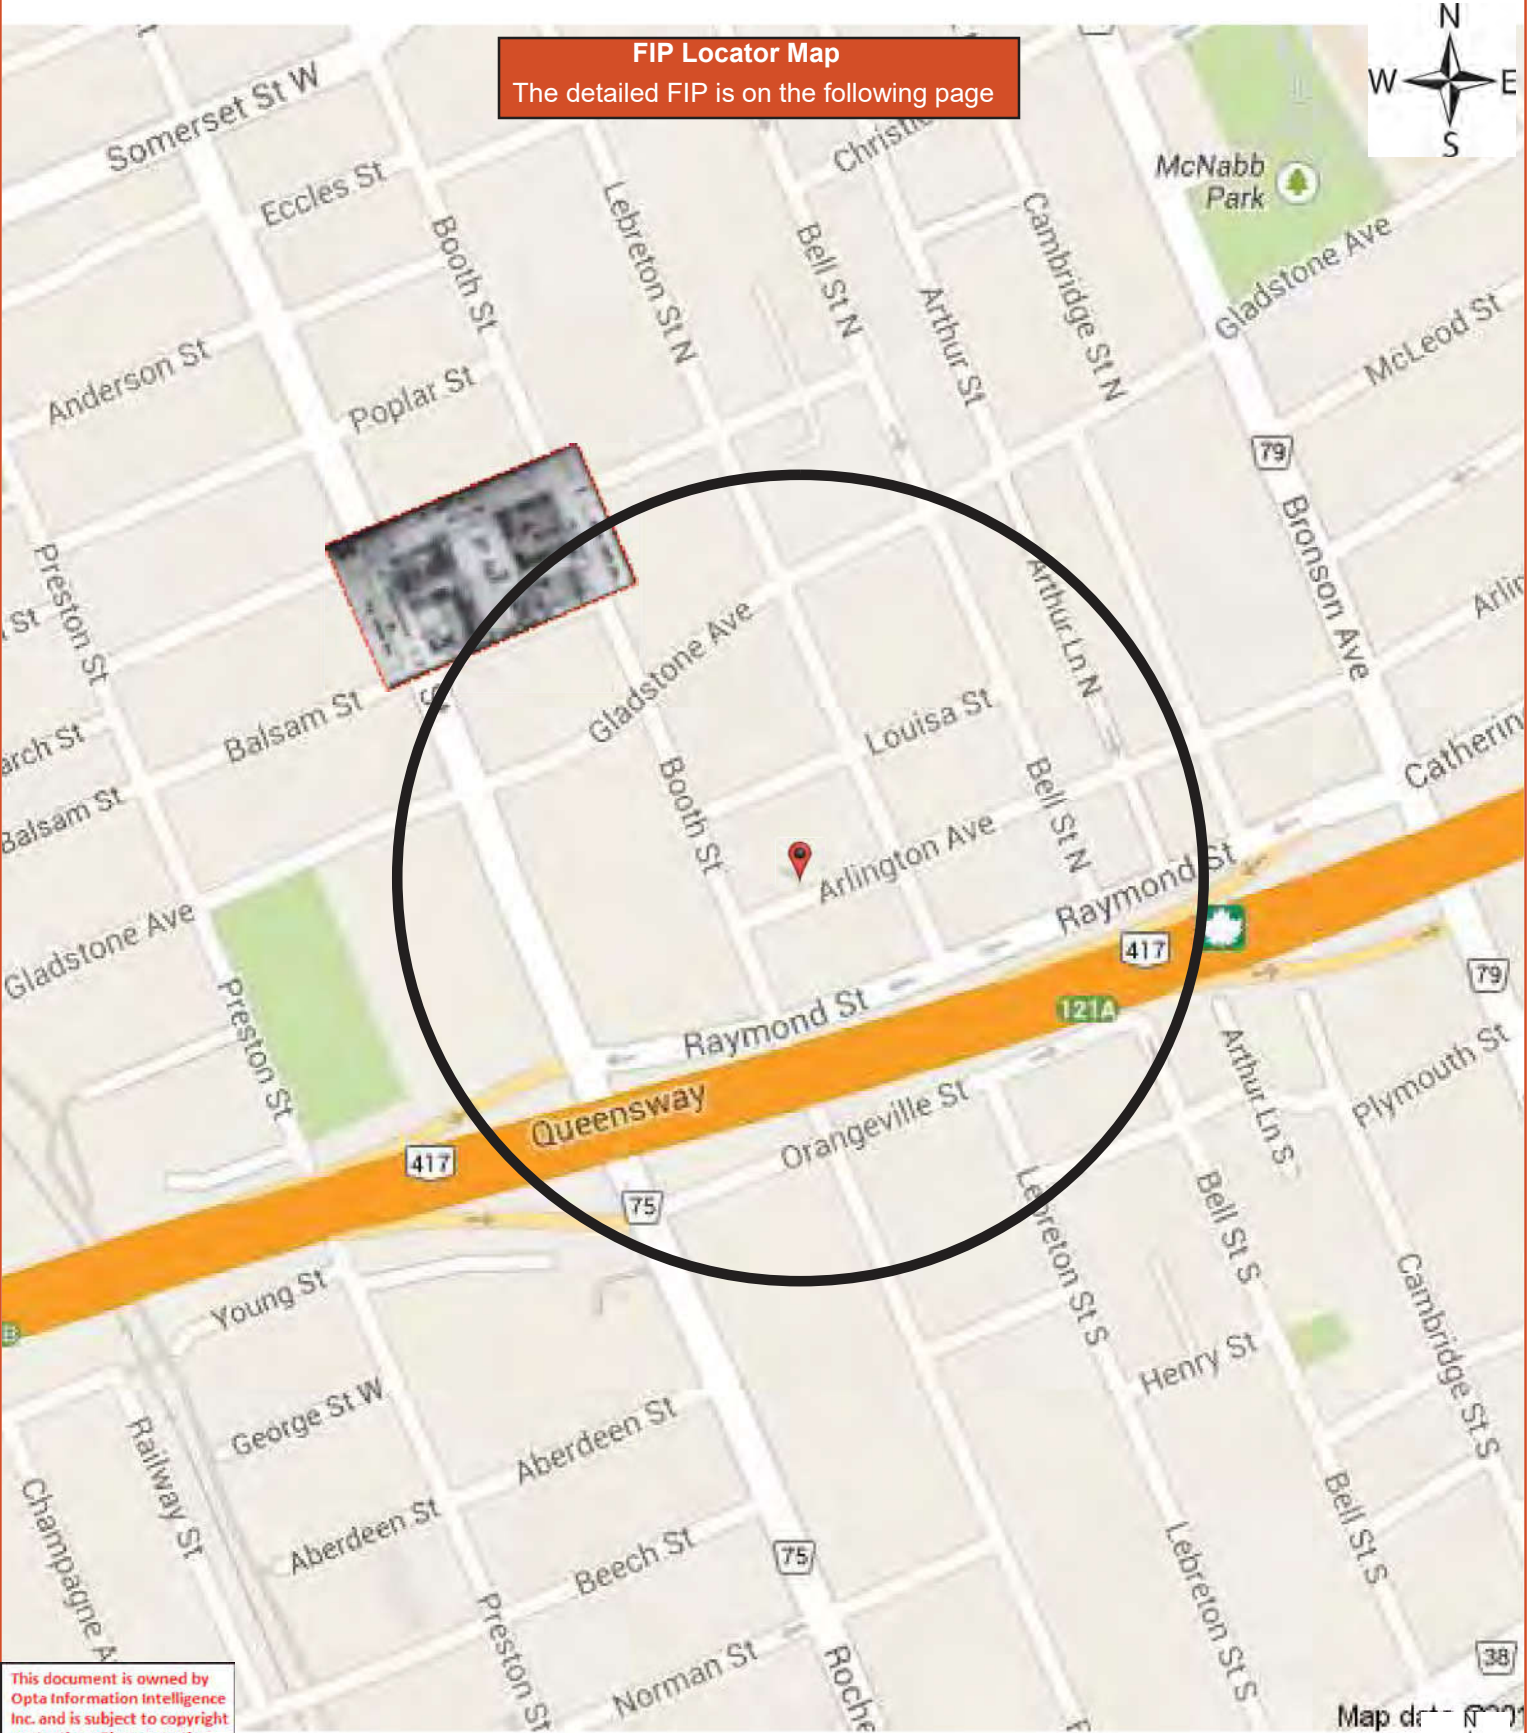 N
W E
S
FIP Locator Map
The detailed FIP is on the following page
Somerset St W
Eccles St
Booth St
Lebreton St N
Bell St N
Arthur St
Cambridge St N
McNabb
Park
Gladstone Ave
McLeod St
Anderson St
Poplar St
79
Bronson Ave
Preston St
St
Arthur Ln N
Gladstone Ave
Balsam St
Louisa St
Balsam St
Booth St
Bell St N
Arlington Ave
Raymond St
417
Gladstone Ave
Preston St
121A
79
Raymond St
Queensway
Orangeville St
Arthur Ln S
Plymouth St
417
75
Lebreton St S
Bell St S
Cambridge St S
Young St
Henry St
George St W
Aberdeen St
Railway St
Aberdeen St
Beech St
75
Bell St S
Lebreton St S
Preston St
Norman St
38
This document is owned by
Opta Information Intelligence
Inc. and is subject to copyright
Map
N